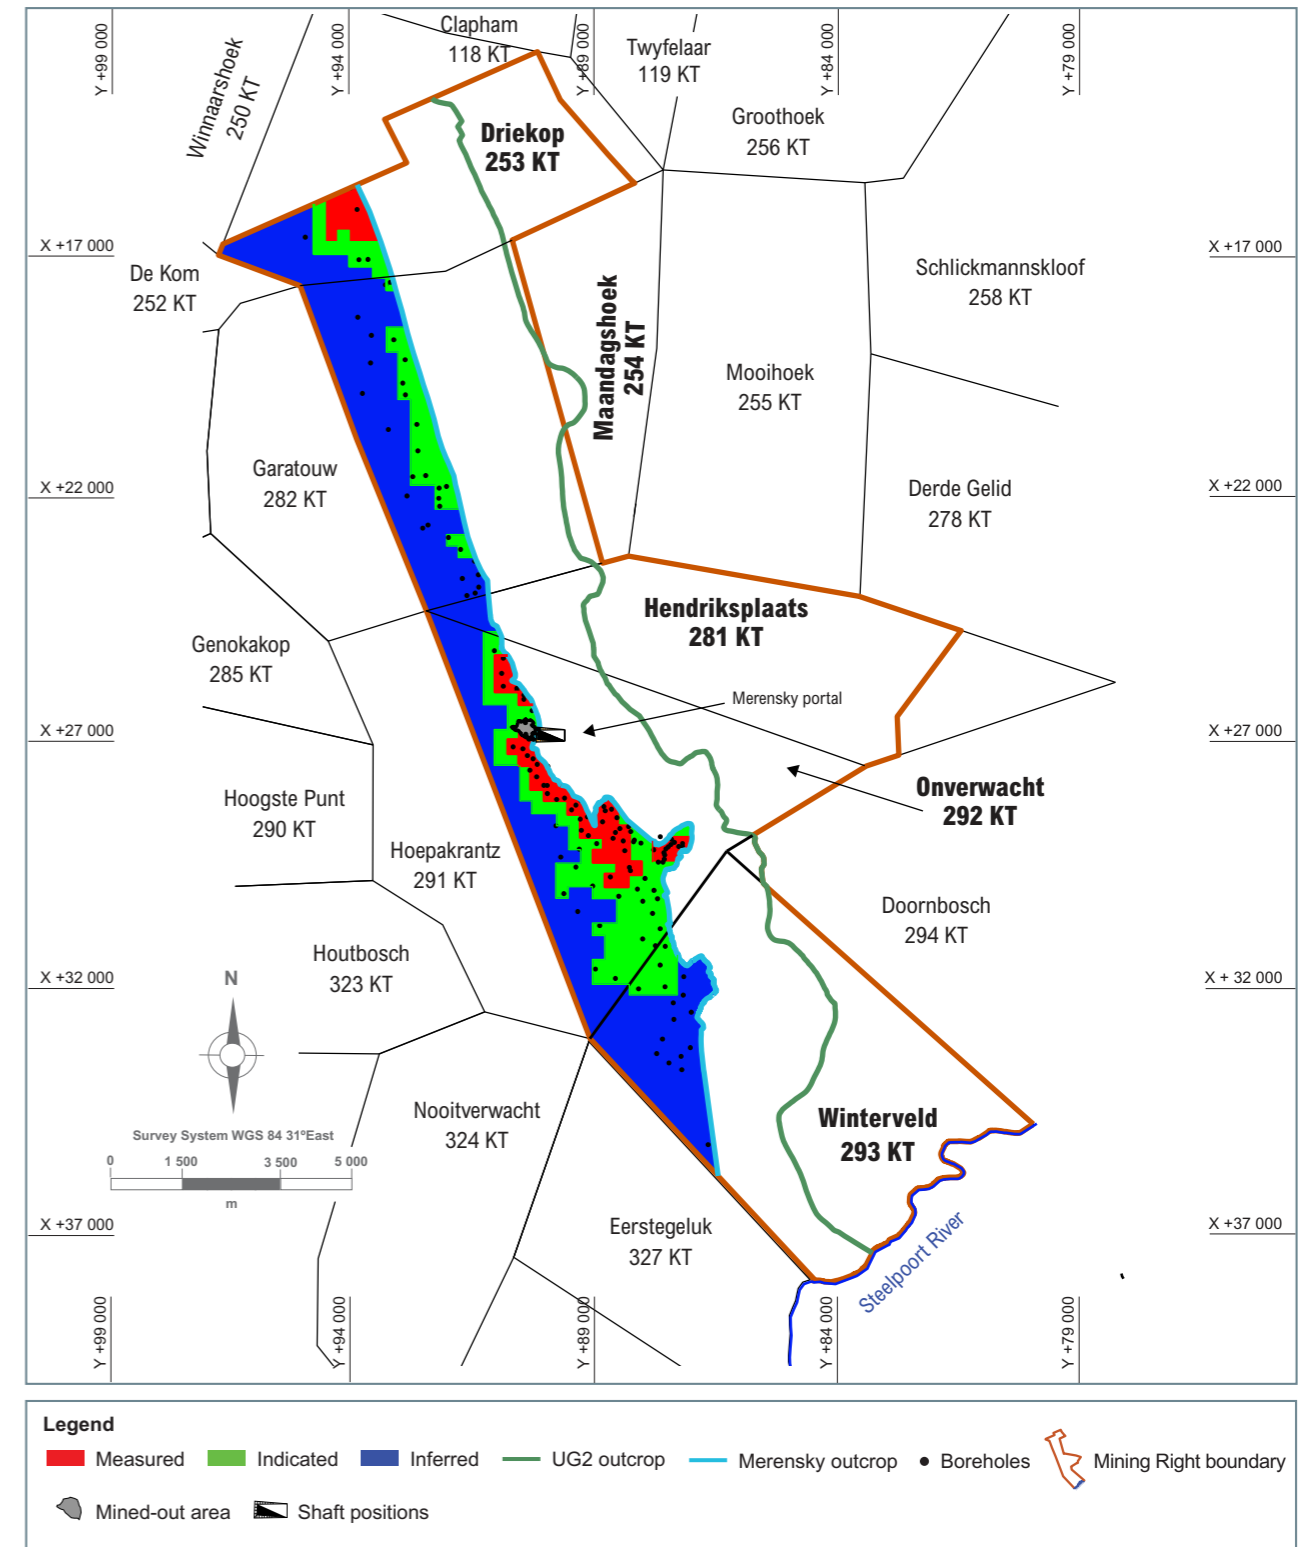 Y +99 000
Y +94 000
Y +89 000
Y +84 000
Y +79 000
Clapham
118 KT
Twyfelaar
119 KT
Winnaarshoek
250 KT
Groothoek
256 KT
Driekop
253 KT
X +17 000
X +17 000
De Kom
252 KT
Schlickmannskloof
258 KT
Maandagshoek
254 KT
Mooihoek
255 KT
Garatouw
282 KT
X +22 000
X +22 000
Derde Gelid
278 KT
Hendriksplaats
281 KT
Genokakop
285 KT
Merensky portal
X +27 000
X +27 000
Onverwacht
292 KT
Hoogste Punt
290 KT
Hoepakrantz
291 KT
Doornbosch
294 KT
Houtbosch
323 KT
X +32 000
X + 32 000
N
Nooitverwacht
324 KT
Winterveld
293 KT
Survey System WGS 84 31ºEast
0 1 500 3 500 5 000
m
X +37 000
X +37 000
Eerstegeluk
327 KT
Steelpoort River
Y +99 000
Y +94 000
Y +89 000
Y +84 000
Y +79 000
Legend
Measured Indicated Inferred UG2 outcrop Merensky outcrop Boreholes Mining Right boundary
Mined-out area Shaft positions